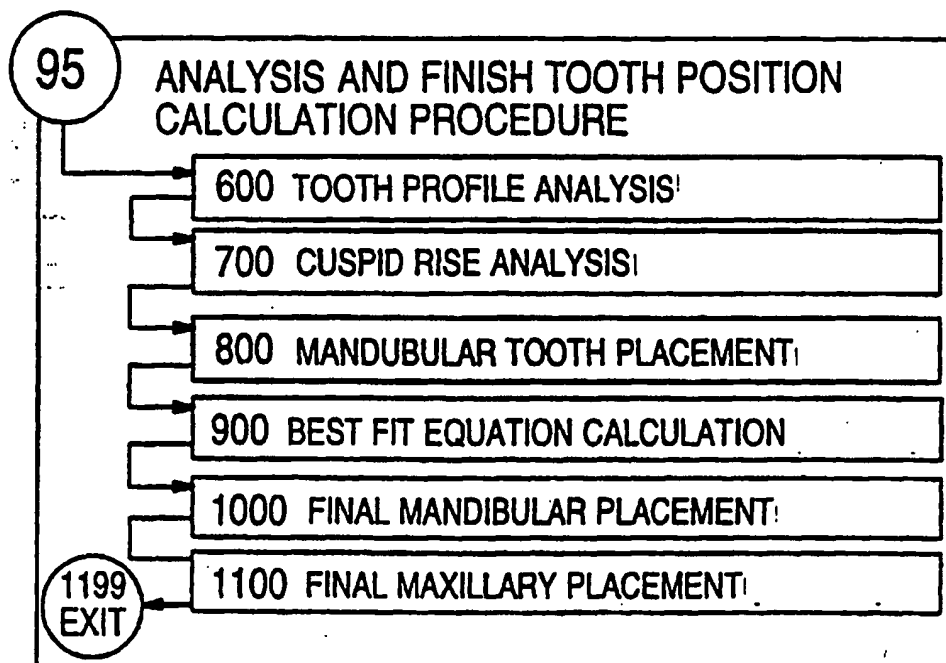 95
ANALYSIS AND FINISH TOOTH POSITION
CALCULATION PROCEDURE
600 TOOTH PROFILE ANALYSIS
700 CUSPID RISE ANALYSIS
800 MANDUBULAR TOOTH PLACEMENT
900 BEST FIT EQUATION CALCULATION
1000 FINAL MANDIBULAR PLACEMENT
1100 FINAL MAXILLARY PLACEMENT
1199
EXIT